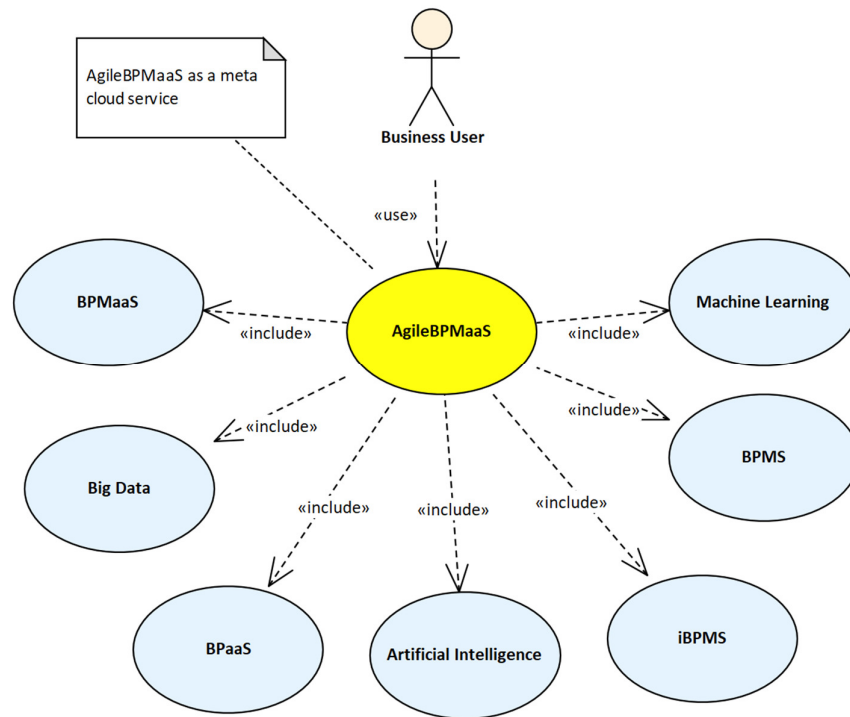 AgileBPMaaS as a meta
cloud service
Business User
«use»
BPMaaS
Machine Learning
«include»
AgileBPMaaS
«include»
«include»
«include»
BPMS
Big Data
«include»
«include»
«include»
BPaaS
Artificial Intelligence
iBPMS